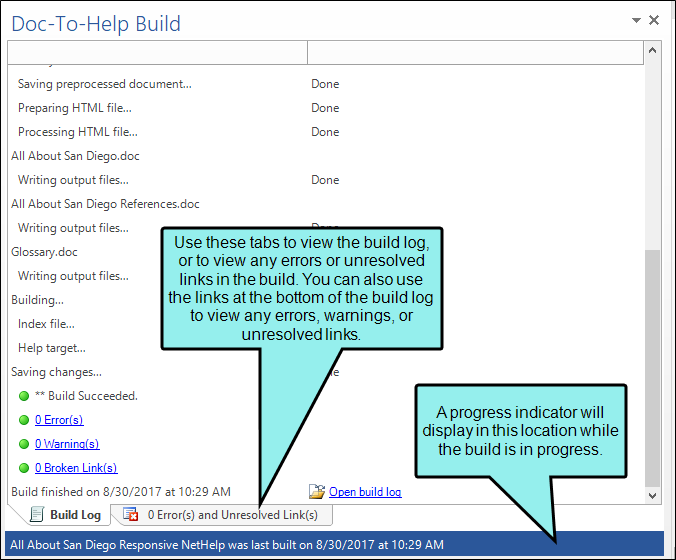 Doc-To-Help Build
Saving preprocessed document... Done
Preparing HTML file... Done
Processing HTML file... Done
All About San Diego.doc
Writing output files... Done
All About San Diego References.doc
Writing output files... Done
Glossary.doc
Writing output files...
Building...
Index file...
Help target...
Saving changes...
** Build Succeeded.
0 Error(s)
0 Warning(s)
0 Broken Link(s)
Build finished on 8/30/2017 at 10:29 AM Open build log
Use these tabs to view the build log,
or to view any errors or unresolved
links in the build. You can also use
the links at the bottom of the build log
to view any errors, warnings, or
unresolved links.
A progress indicator will
display in this location while
the build is in progress.
Build Log 0 Error(s) and Unresolved Link(s)
All About San Diego Responsive NetHelp was last built on 8/30/2017 at 10:29 AM